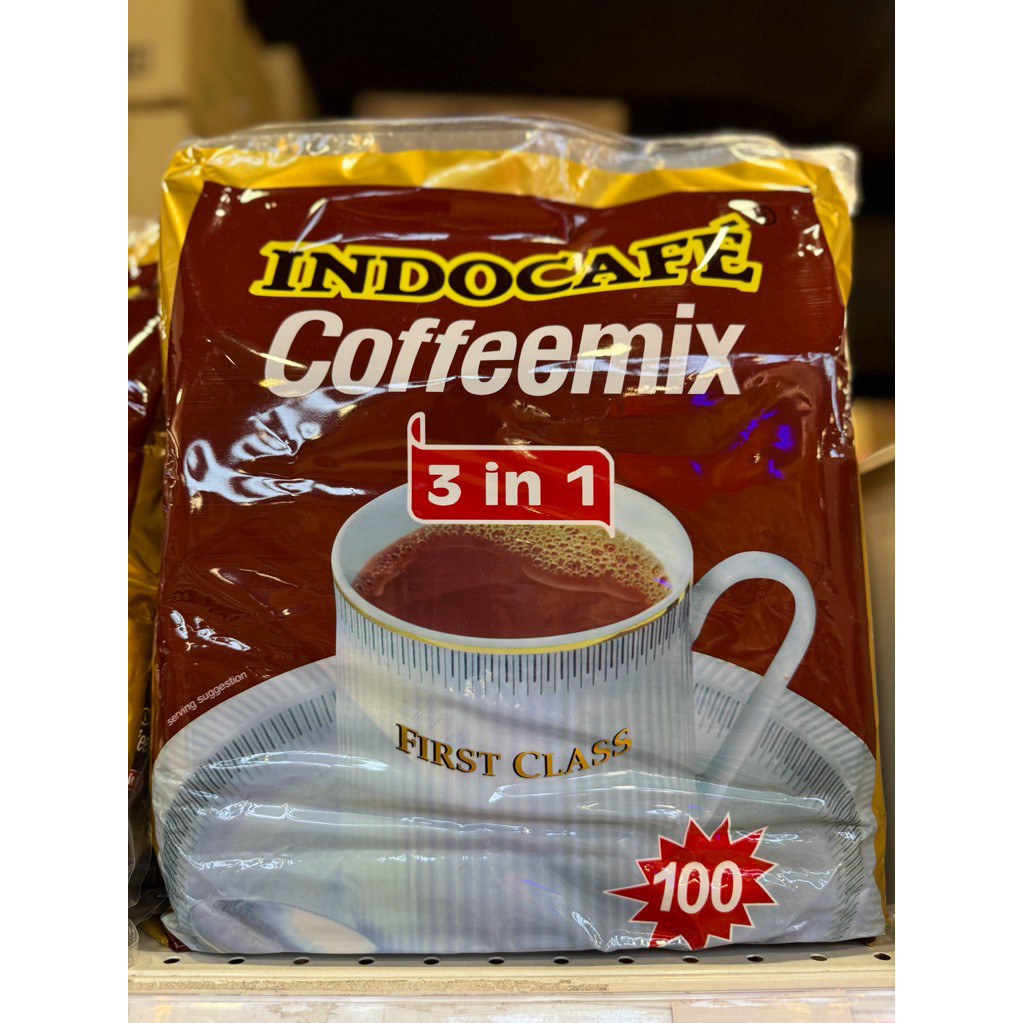 INDOCAFÉ
Coffeemix
3 in 1
serving suggestion
FIRST CLASS
100